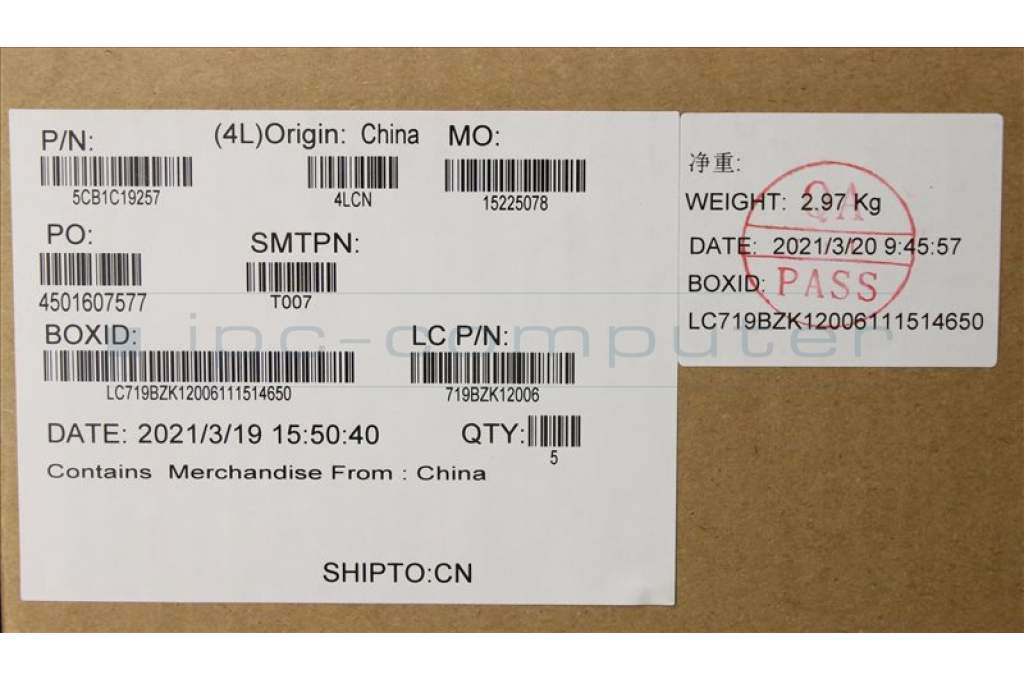 P/N:
(4L)Origin: China
MO:
5CB1C19257
4LCN
15225078
PO:
SMTPN:
4501607577
T007
BOXID:
LC P/N:
LC719BZK12006111514650
719BZK12006
DATE: 2021/3/19 15:50:40
QTY:
5
Contains Merchandise From : China
SHIPTO:CN
净重:
WEIGHT: 2.97 Kg
DATE: 2021/3/20 9:45:57
BOXID:
LC719BZK12006111514650
QA
PASS
ipc-computer